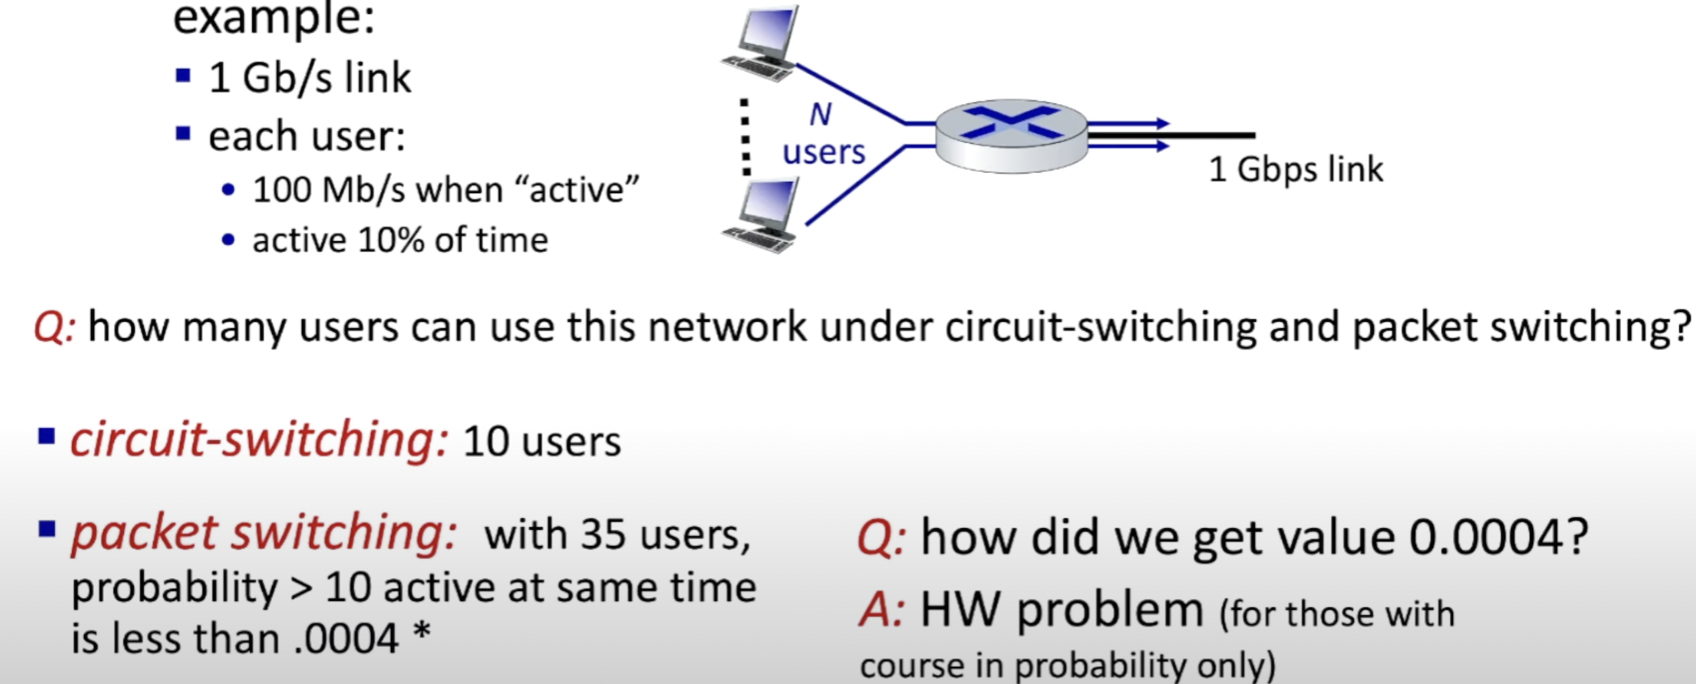 example:
▪ 1 Gb/s link
▪ each user:
• 100 Mb/s when “active”
• active 10% of time
N
users
1 Gbps link
Q: how many users can use this network under circuit-switching and packet switching?
▪ circuit-switching: 10 users
▪ packet switching: with 35 users,
probability > 10 active at same time
is less than .0004 *
Q: how did we get value 0.0004?
A: HW problem (for those with
course in probability only)